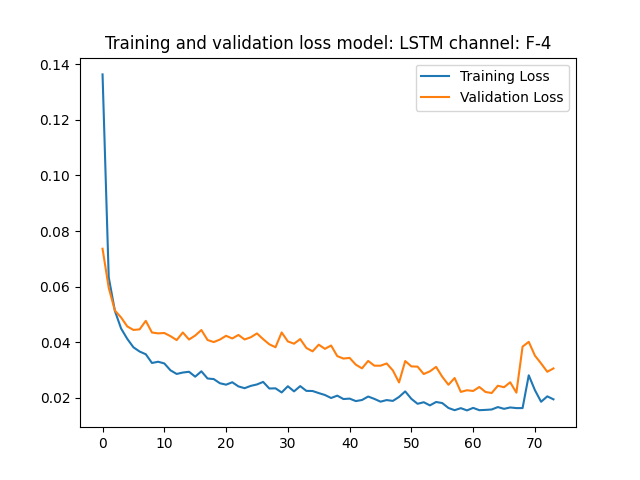 Training and validation loss model: LSTM channel: F-4
Training Loss
Validation Loss
0.14
0.12
0.10
0.08
0.06
0.04
0.02
0 10 20 30 40 50 60 70